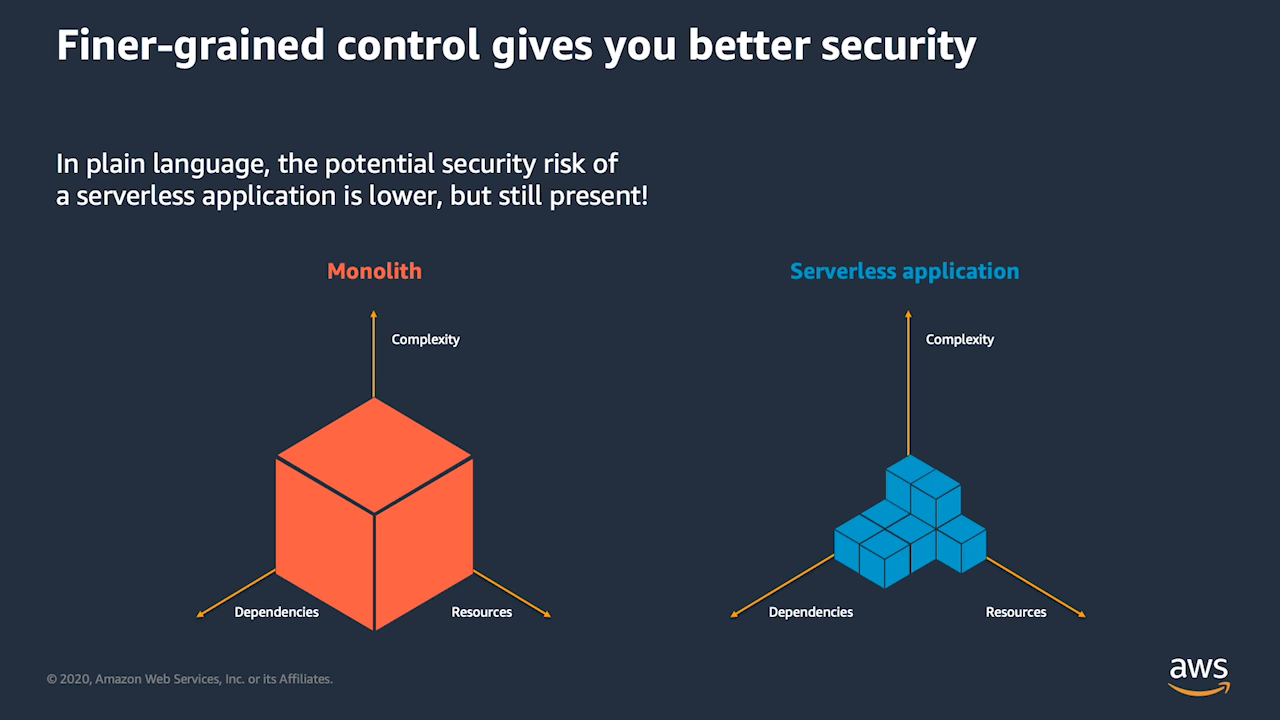 Finer-grained control gives you better security
In plain language, the potential security risk of
a serverless application is lower, but still present!
Monolith
Serverless application
Complexity
Complexity
Dependencies
Resources
Dependencies
Resources
© 2020, Amazon Web Services, Inc. or its Affiliates.
aws